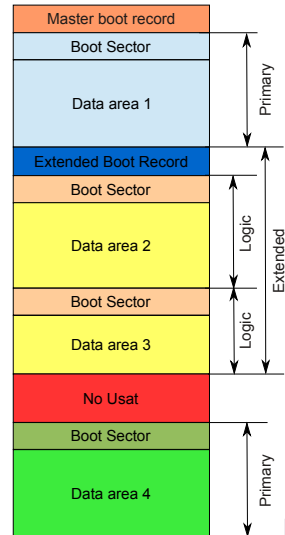 Master boot record
Boot Sector
Data area 1
Primary
Extended Boot Record
Boot Sector
Data area 2
Logic
Extended
Boot Sector
Data area 3
Logic
No Usat
Boot Sector
Data area 4
Primary